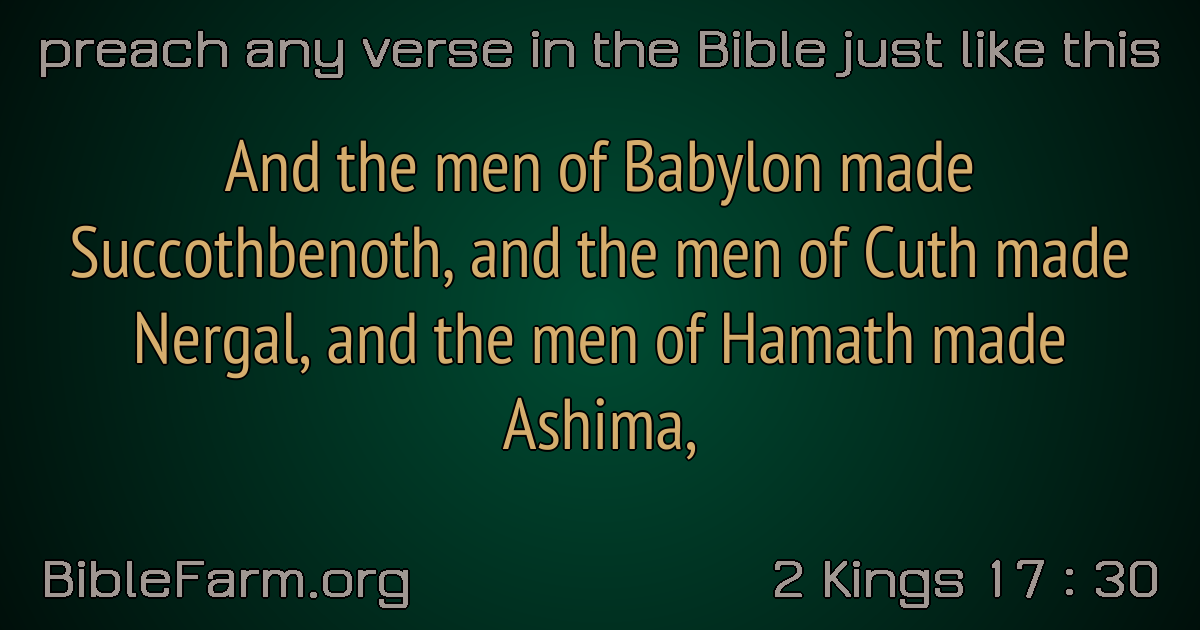 preach any verse in the Bible just like this
And the men of Babylon made
Succothbenoth, and the men of Cuth made
Nergal, and the men of Hamath made
Ashima,
BibleFarm.org
2 Kings 17 : 30